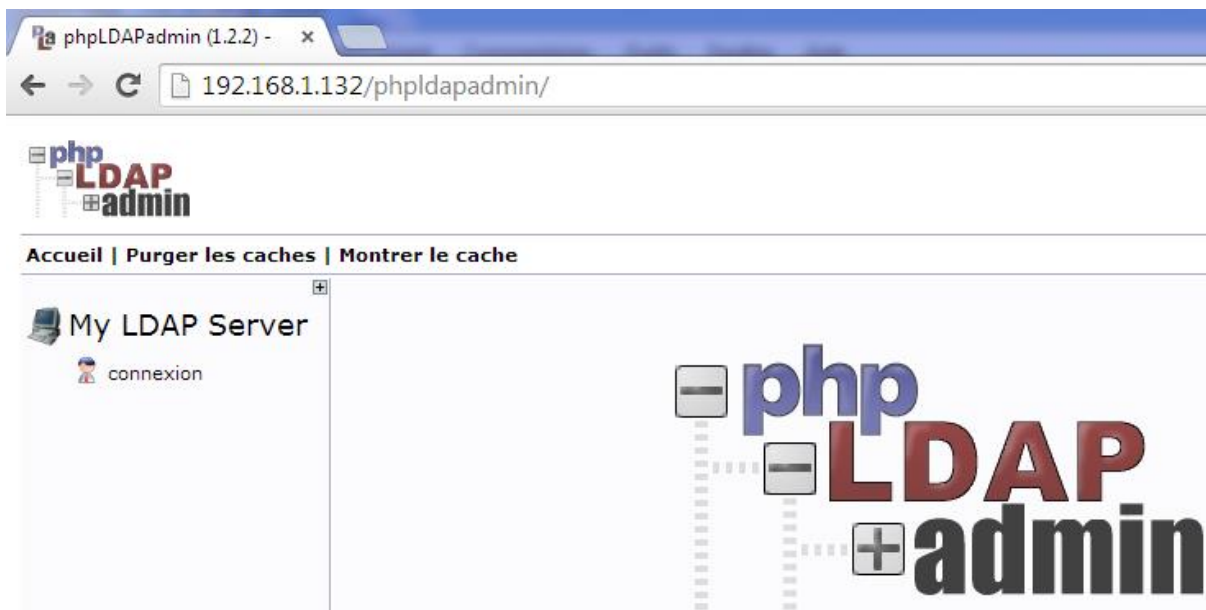 phpLDAPadmin (1.2.2) -
192.168.1.132/phpldapadmin/
php
LDAP
admin
Accueil | Purger les caches | Montrer le cache
My LDAP Server
connexion
php
LDAP
admin